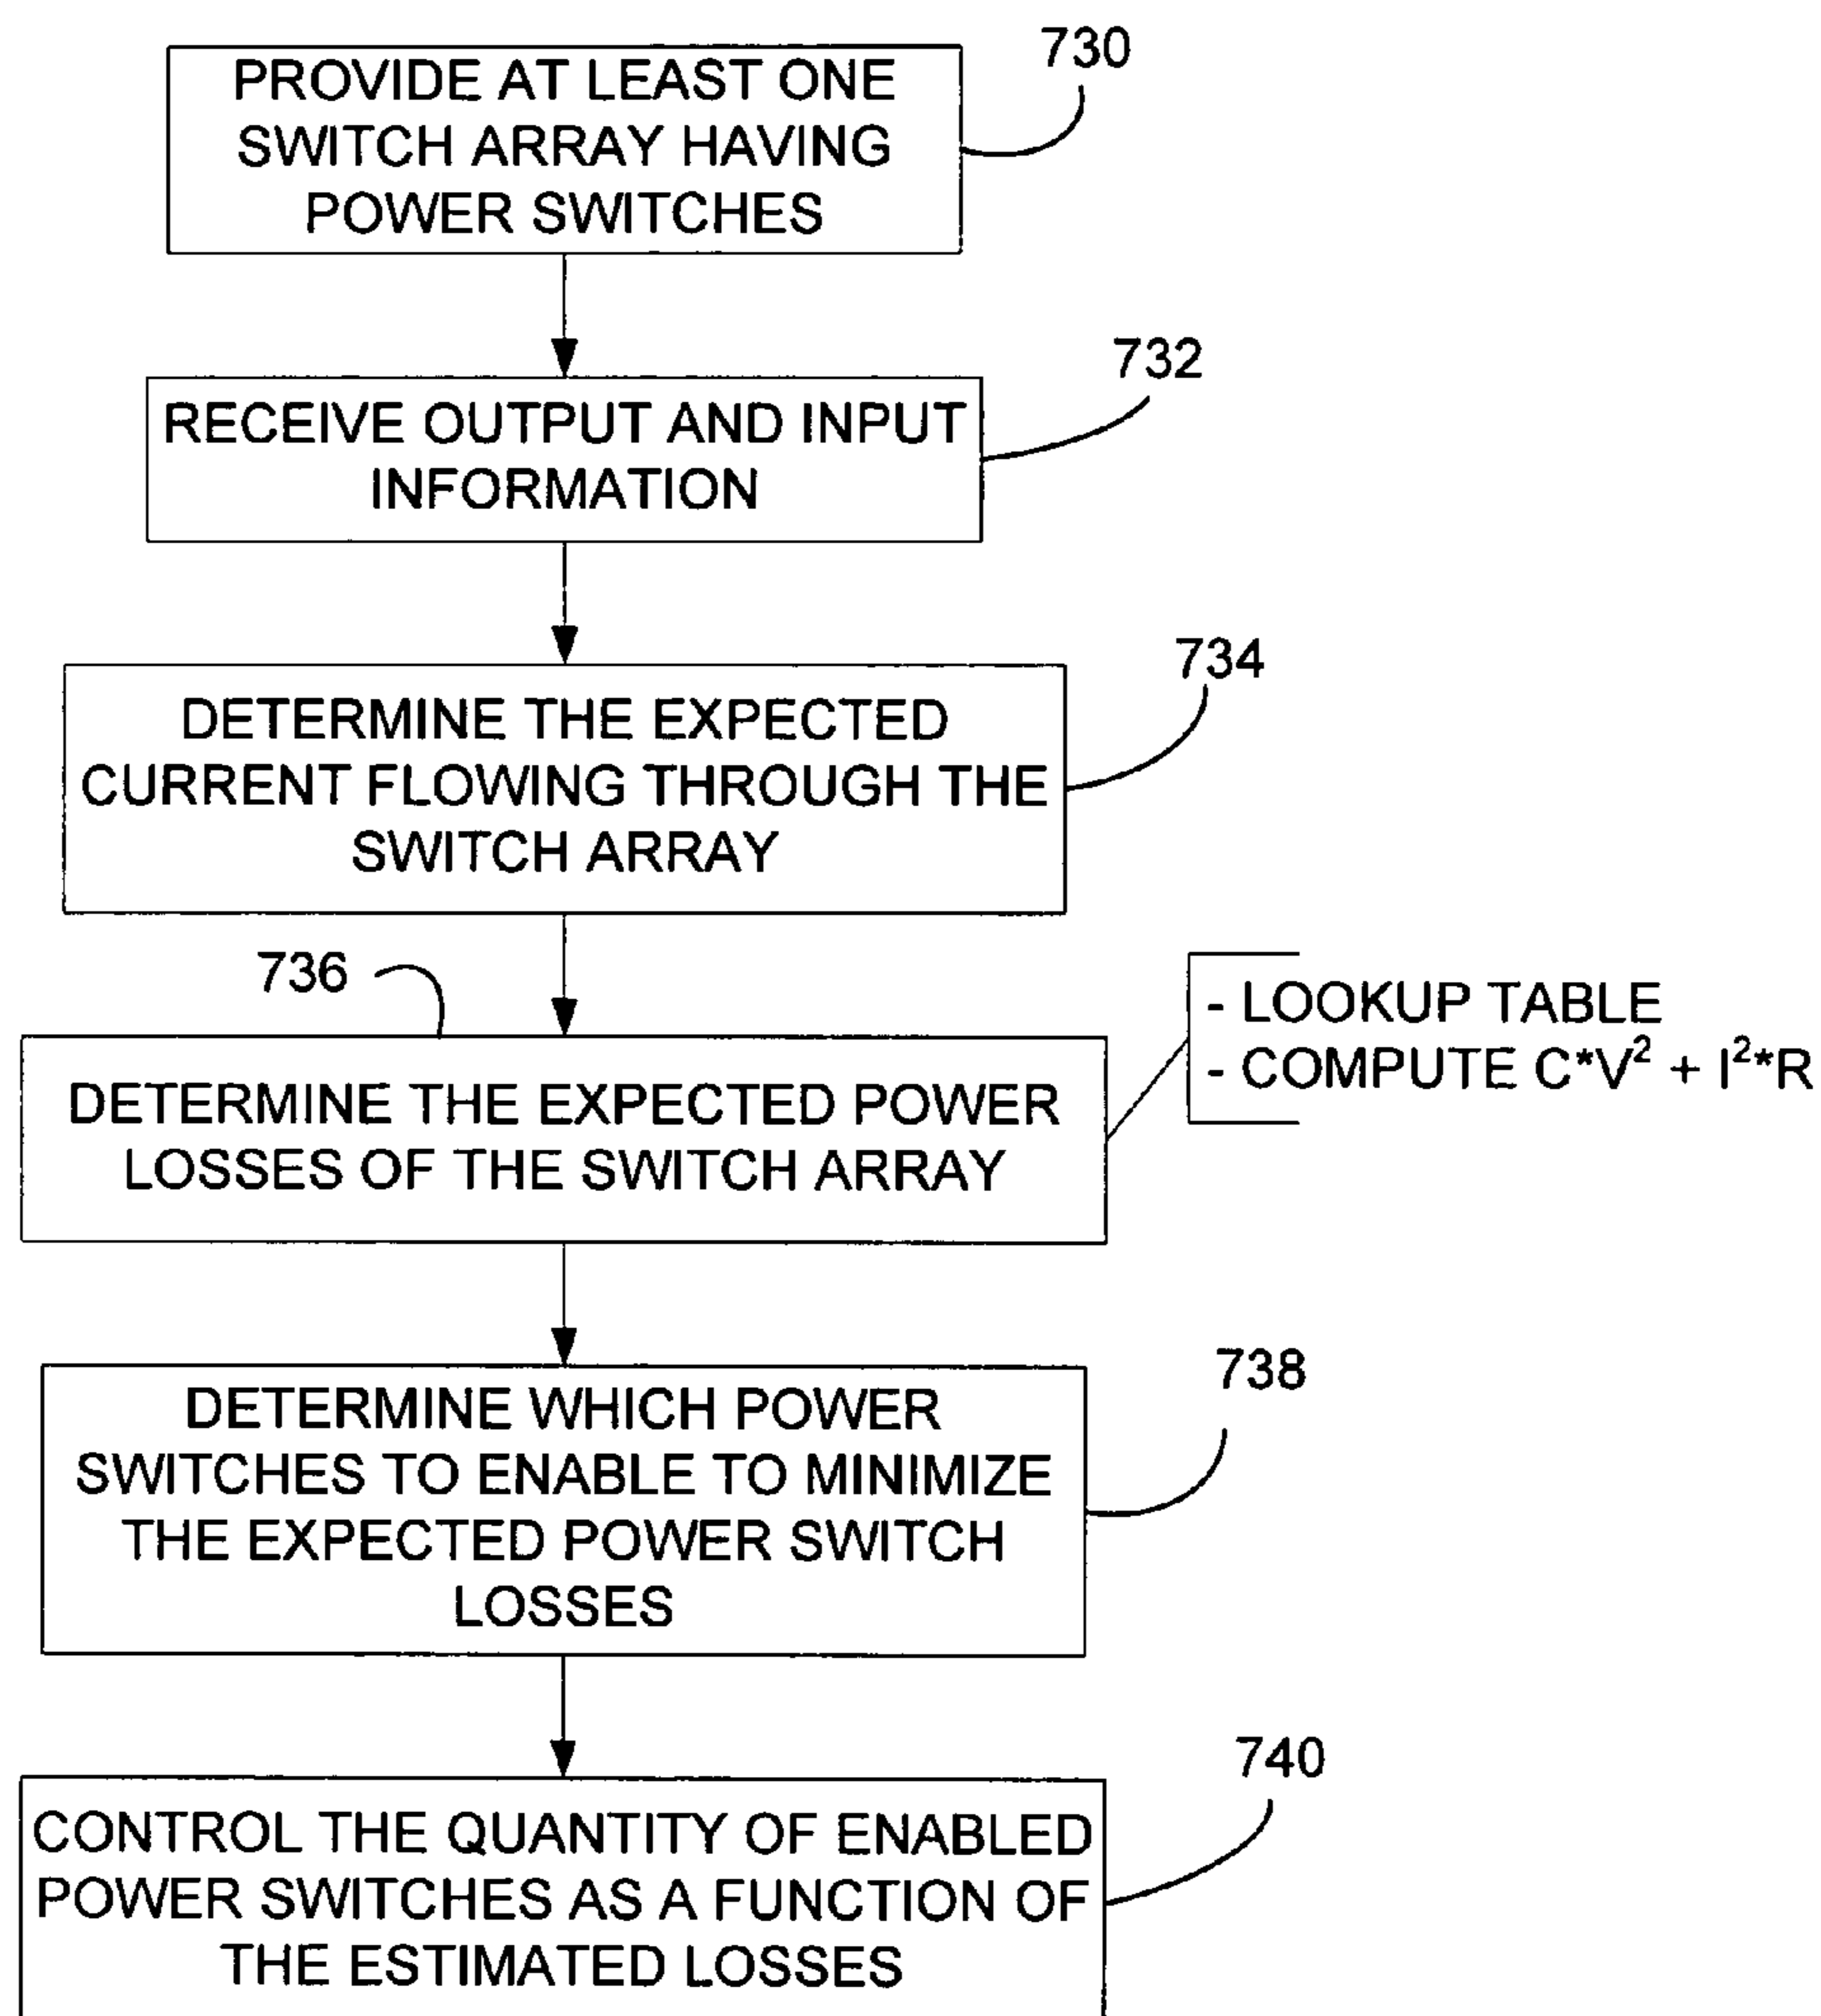 730
PROVIDE AT LEAST ONE
SWITCH ARRAY HAVING
POWER SWITCHES
732
RECEIVE OUTPUT AND INPUT
INFORMATION
734
DETERMINE THE EXPECTED
CURRENT FLOWING THROUGH THE
SWITCH ARRAY
736
DETERMINE THE EXPECTED POWER
LOSSES OF THE SWITCH ARRAY
- LOOKUP TABLE
- COMPUTE C*V² + I²*R
738
DETERMINE WHICH POWER
SWITCHES TO ENABLE TO MINIMIZE
THE EXPECTED POWER SWITCH
LOSSES
740
CONTROL THE QUANTITY OF ENABLED
POWER SWITCHES AS A FUNCTION OF
THE ESTIMATED LOSSES